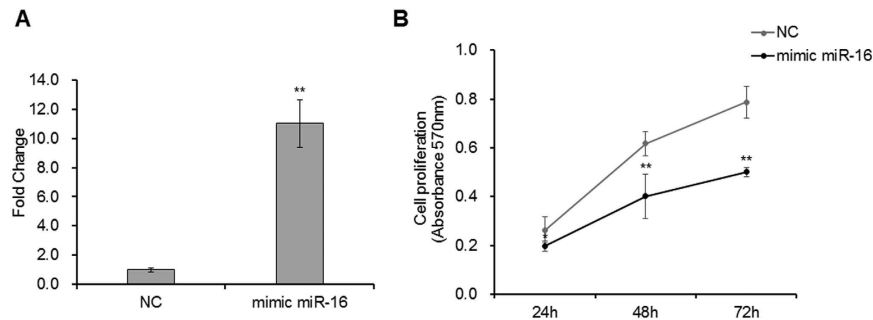 A
Fold Change
14.0
12.0
10.0
8.0
6.0
4.0
2.0
0.0
**
NC
mimic miR-16
B
NC
mimic miR-16
Cell proliferation
(Absorbance 570nm)
1.0
0.8
0.6
0.4
0.2
0.0
*
**
**
24h
48h
72h